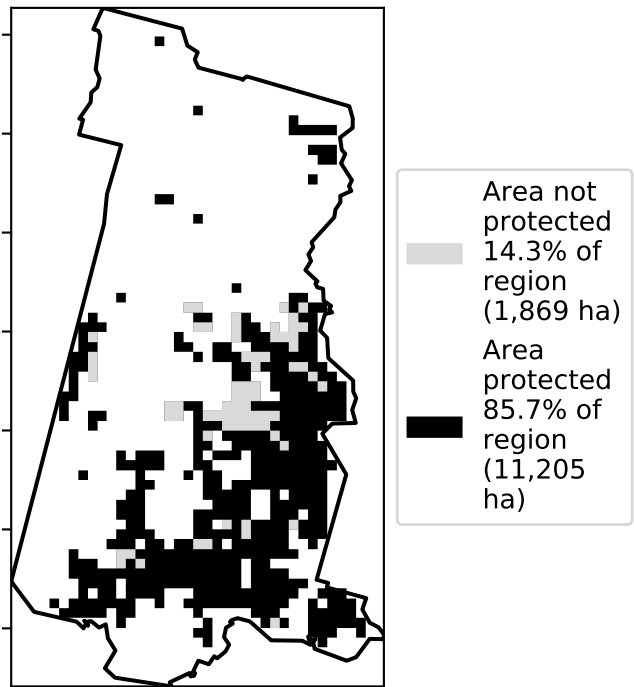 Area not
protected
14.3% of
region
(1,869 ha)
Area
protected
85.7% of
region
(11,205
ha)